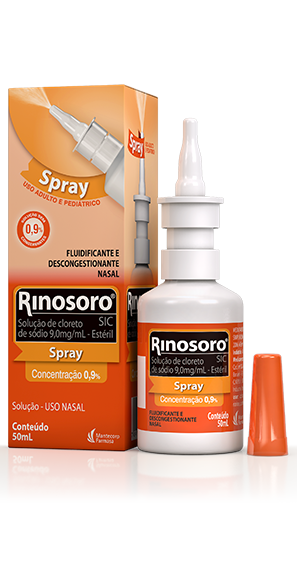 Spray
USO ADULTO E PEDIÁTRICO
0,9%
Spray
FLUIDIFICANTE E
DESCONGESTIONANTE
NASAL
RINOSORO®
SIC
Solução de cloreto
de sódio 9,0mg/mL - Estéril
Spray
Concentração 0,9%
Solução - USO NASAL
Conteúdo
50mL
Mantecorp
Farmasa
RINOSORO®
SIC
Solução de cloreto
de sódio 9,0mg/mL - Estéril
Spray
Concentração 0,9%
FLUIDIFICANTE E
DESCONGESTIONANTE
NASAL
Conteúdo
50mL